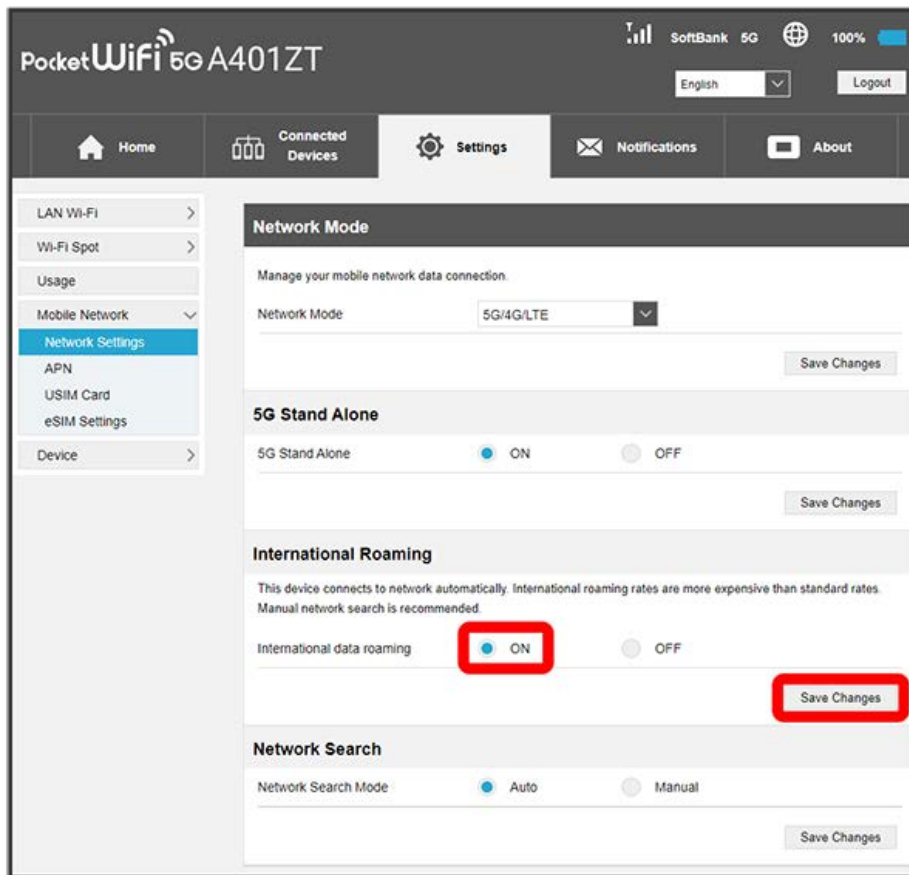 PocketWiFi 5G A401ZT
SoftBank 5G 100%
English Logout
Home
Connected
Devices
Settings
Notifications
About
LAN Wi-Fi
Wi-Fi Spot
Usage
Mobile Network
Network Settings
APN
USIM Card
eSIM Settings
Device
Network Mode
Manage your mobile network data connection.
Network Mode 5G/4G/LTE
Save Changes
5G Stand Alone
5G Stand Alone ON OFF
Save Changes
International Roaming
This device connects to network automatically. International roaming rates are more expensive than standard rates.
Manual network search is recommended.
International data roaming ON OFF
Save Changes
Network Search
Network Search Mode Auto Manual
Save Changes